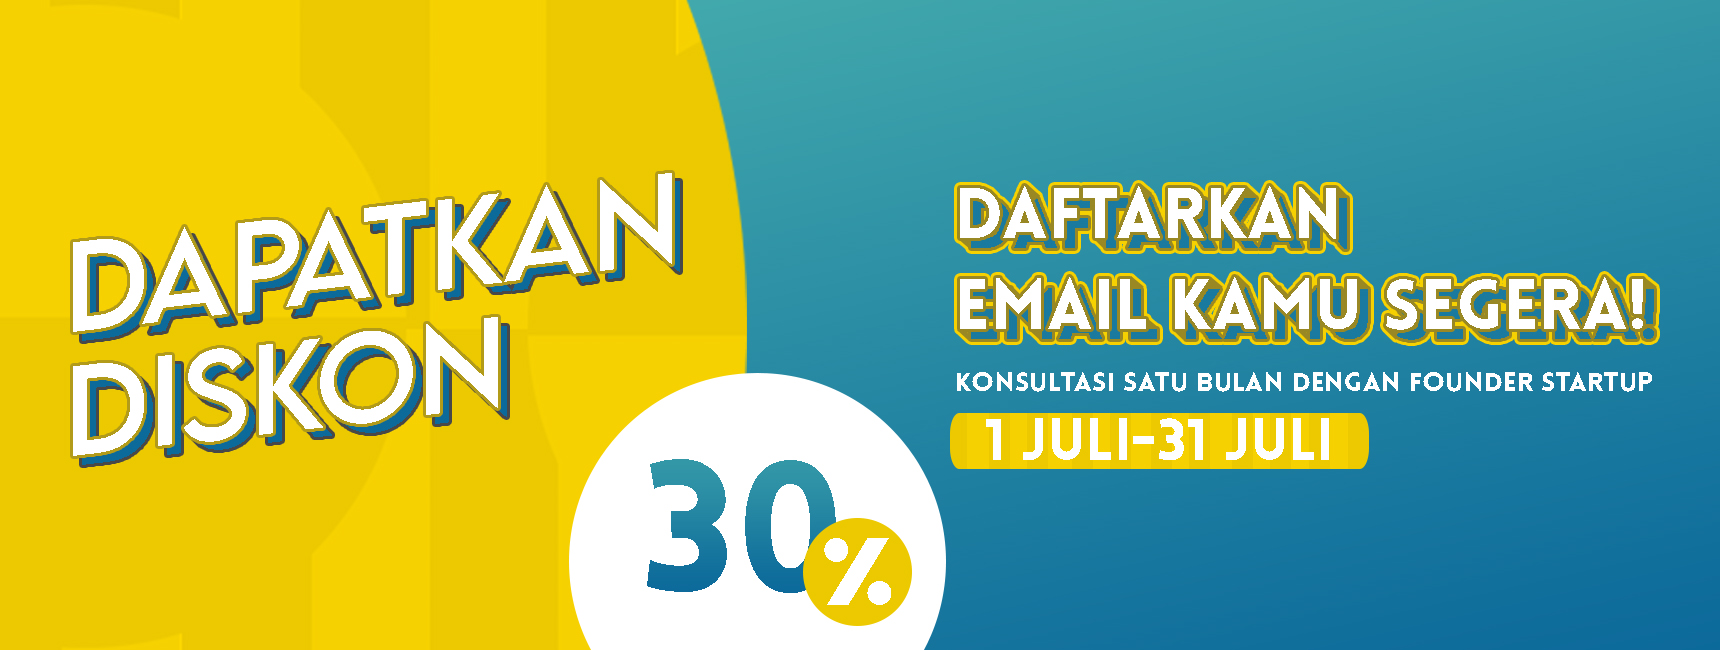 DAPATKAN
DISKON
30%
DAFTARKAN
EMAIL KAMU SEGERA!
KONSULTASI SATU BULAN DENGAN FOUNDER STARTUP
1 JULI-31 JULI